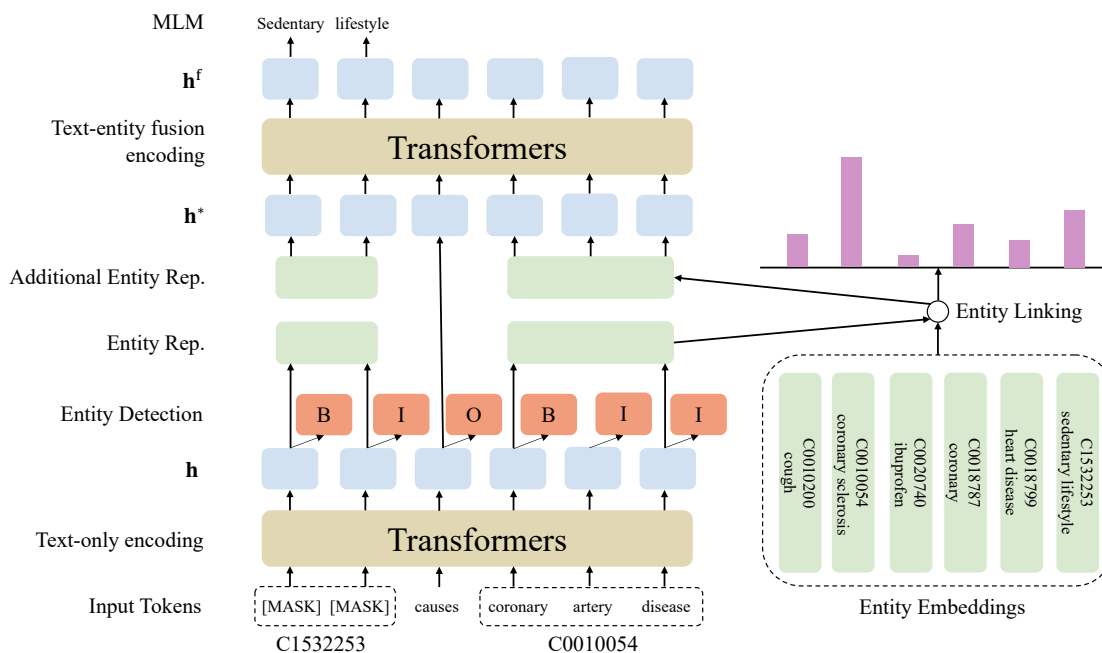 MLM
Sedentary lifestyle
h^f
Text-entity fusion
encoding
Transformers
h*
Additional Entity Rep.
Entity Linking
Entity Rep.
Entity Detection
B I O B I I
h
Text-only encoding
Transformers
Input Tokens
[MASK] [MASK] causes coronary artery disease
C1532253
C0010054
C0010200
cough
C0010054
coronary sclerosis
C0020740
ibuprofen
C0018787
coronary
C0018799
heart disease
C1532253
sedentary lifestyle
Entity Embeddings